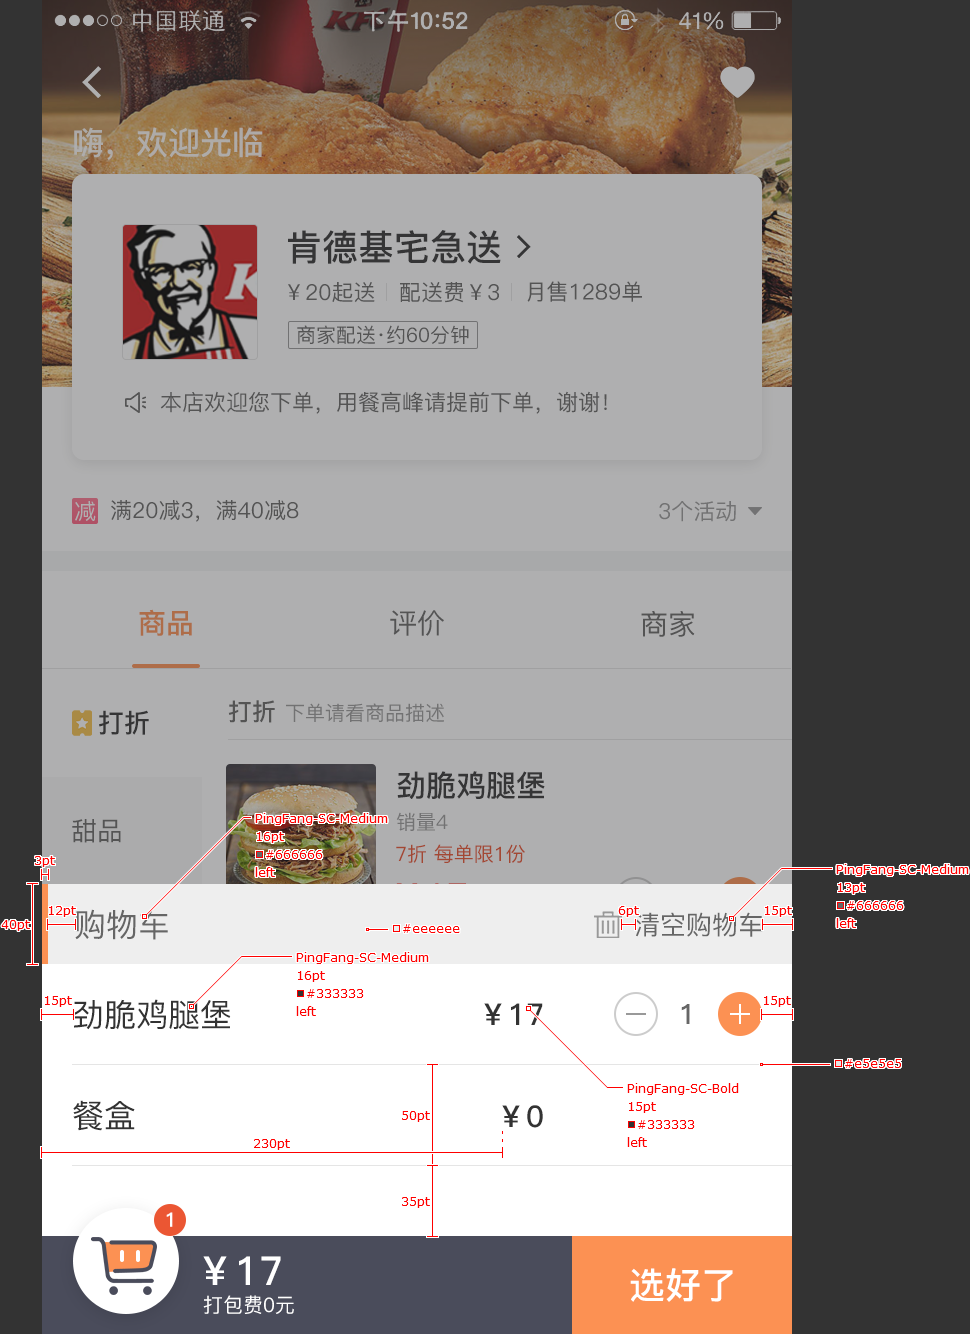 中国联通 下午10:52 41%
KFC
嗨，欢迎光临
肯德基宅急送
¥20起送 配送费¥3 月售1289单
商家配送·约60分钟
本店欢迎您下单，用餐高峰请提前下单，谢谢！
减 满20减3，满40减8 3个活动
商品 评价 商家
打折
打折 下单请看商品描述
劲脆鸡腿堡
销量4
7折 每单限1份
甜品
PingFang-SC-Medium
16pt
#666666
left
3pt
40pt
12pt
购物车
#eeeeee
6pt
清空购物车
15pt
PingFang-SC-Medium
13pt
#666666
left
PingFang-SC-Medium
16pt
#333333
left
15pt
劲脆鸡腿堡 ¥17 1
15pt
#e5e5e5
PingFang-SC-Bold
15pt
#333333
left
50pt
餐盒 ¥0
230pt
35pt
1
¥17
打包费0元
选好了